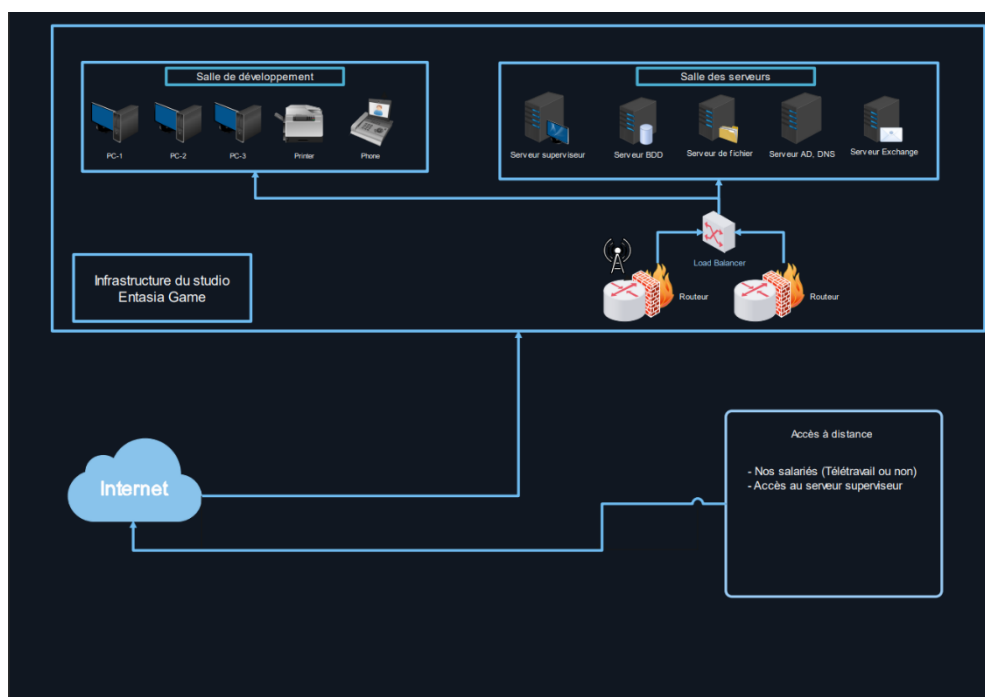 Salle de développement
PC-1
PC-2
PC-3
Printer
Phone
Salle des serveurs
Serveur superviseur
Serveur BDD
Serveur de fichier
Serveur AD, DNS
Serveur Exchange
Load Balancer
Routeur
Routeur
Infrastructure du studio
Entasia Game
Internet
Accès à distance
- Nos salariés (Télétravail ou non)
- Accès au serveur superviseur